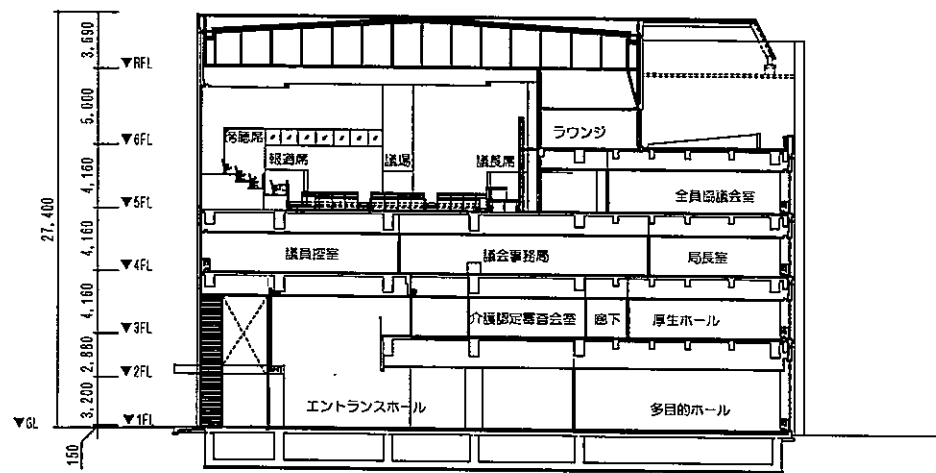 3,690
▼RFL
5,000
ラウンジ
▼6FL
傍聴席
報道席
議場
議長席
4,160
全員協議会室
▼5FL
27,400
4,160
議員控室
議会事務局
局長室
▼4FL
4,160
介護認定審査会室
廊下
厚生ホール
▼3FL
2,880
▼2FL
3,200
エントランスホール
多目的ホール
▼GL
▼1FL
150